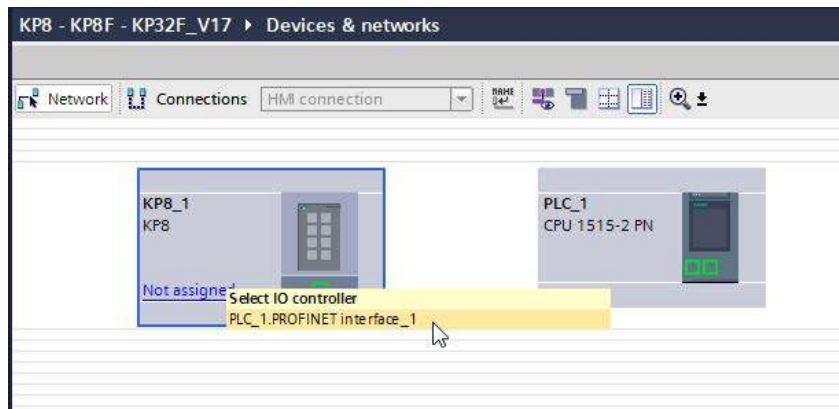 KP8 - KP8F - KP32F_V17 ▸ Devices & networks
Network Connections HMI connection NAME
KP8_1
KP8
Not assigned
Select IO controller
PLC_1.PROFINET interface_1
PLC_1
CPU 1515-2 PN